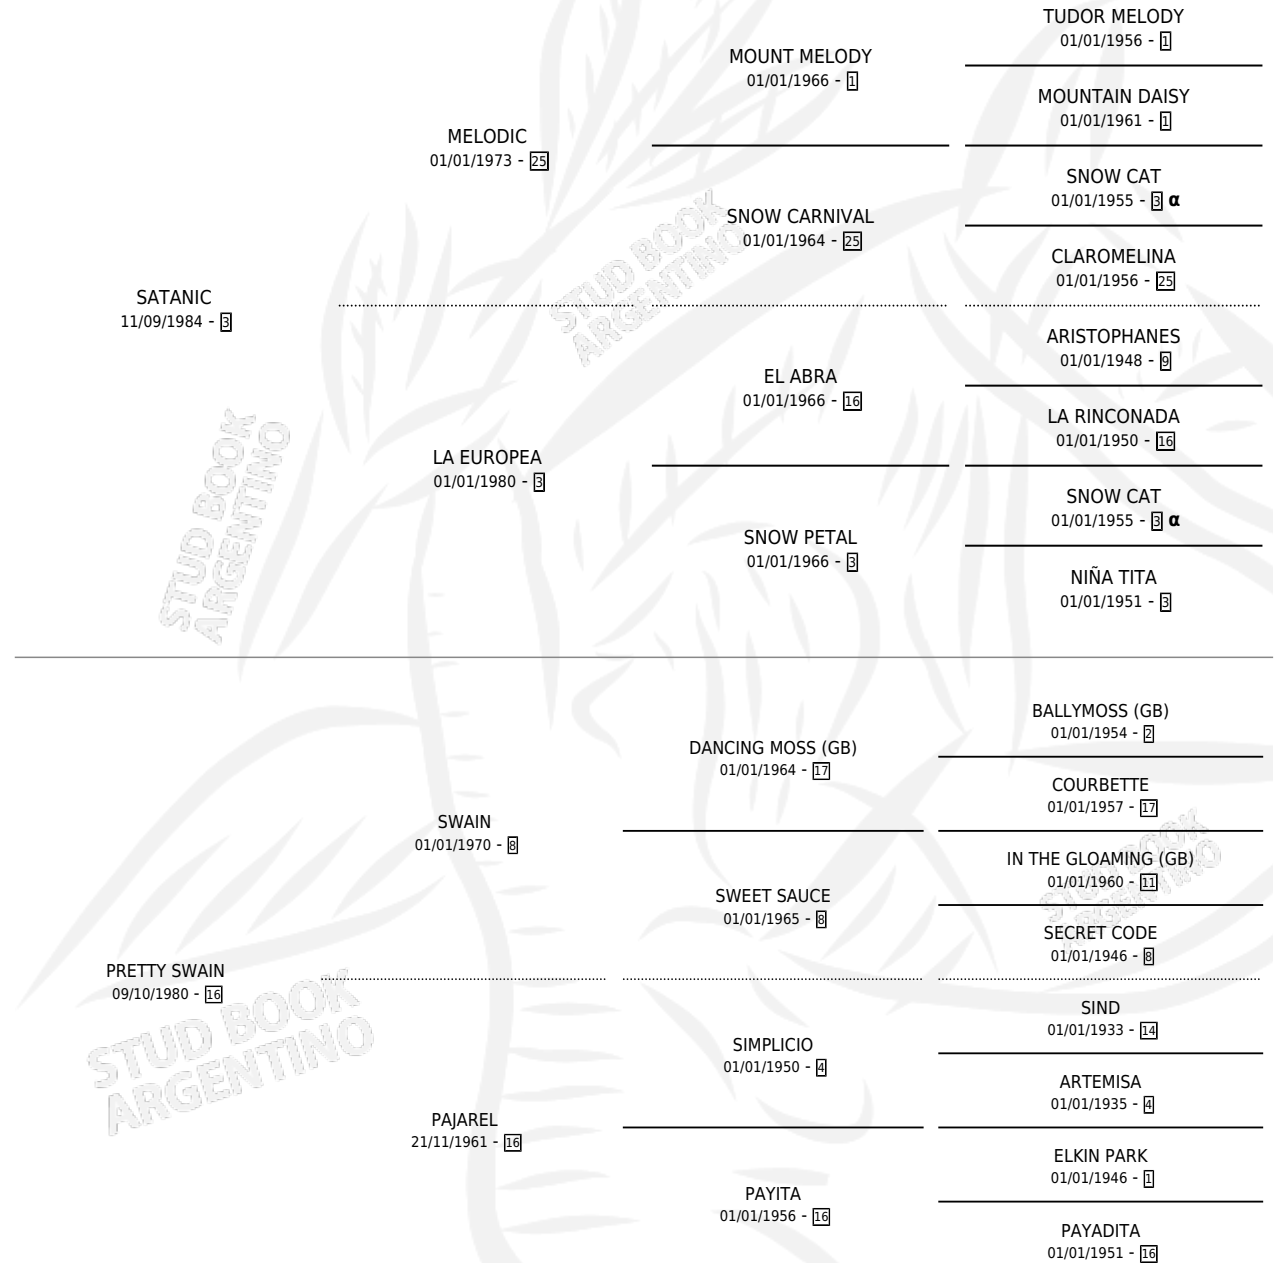 TUDOR MELODY
01/01/1956 - 1
MOUNT MELODY
01/01/1966 - 1
MOUNTAIN DAISY
01/01/1961 - 1
MELODIC
01/01/1973 - 25
SNOW CAT
01/01/1955 - 3 α
SNOW CARNIVAL
01/01/1964 - 25
CLAROMELINA
01/01/1956 - 25
SATANIC
11/09/1984 - 3
ARISTOPHANES
01/01/1948 - 9
EL ABRA
01/01/1966 - 16
LA RINCONADA
01/01/1950 - 16
LA EUROPEA
01/01/1980 - 3
SNOW CAT
01/01/1955 - 3 α
SNOW PETAL
01/01/1966 - 3
NIÑA TITA
01/01/1951 - 3
BALLYMOSS (GB)
01/01/1954 - 2
DANCING MOSS (GB)
01/01/1964 - 17
COURBETTE
01/01/1957 - 17
SWAIN
01/01/1970 - 8
IN THE GLOAMING (GB)
01/01/1960 - 11
SWEET SAUCE
01/01/1965 - 8
SECRET CODE
01/01/1946 - 8
PRETTY SWAIN
09/10/1980 - 16
SIND
01/01/1933 - 14
SIMPLICIO
01/01/1950 - 4
ARTEMISA
01/01/1935 - 4
PAJAREL
21/11/1961 - 16
ELKIN PARK
01/01/1946 - 1
PAYITA
01/01/1956 - 16
PAYADITA
01/01/1951 - 16
STUD BOOK
ARGENTINO
STUD BOOK
ARGENTINO
STUD BOOK
ARGENTINO
STUD BOOK
ARGENTINO